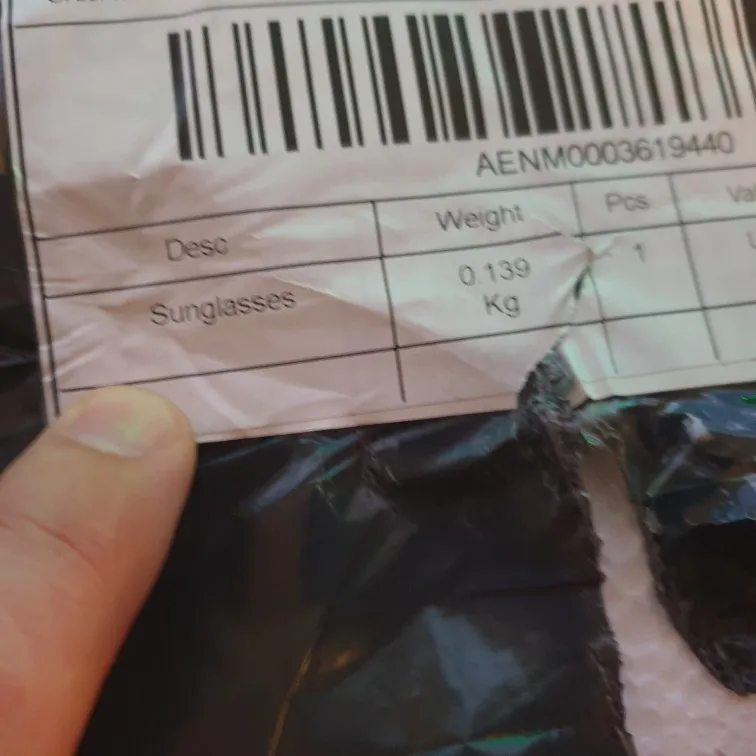 AENM0003619440
Desc Weight Pcs
Sunglasses 0.139 1
Kg